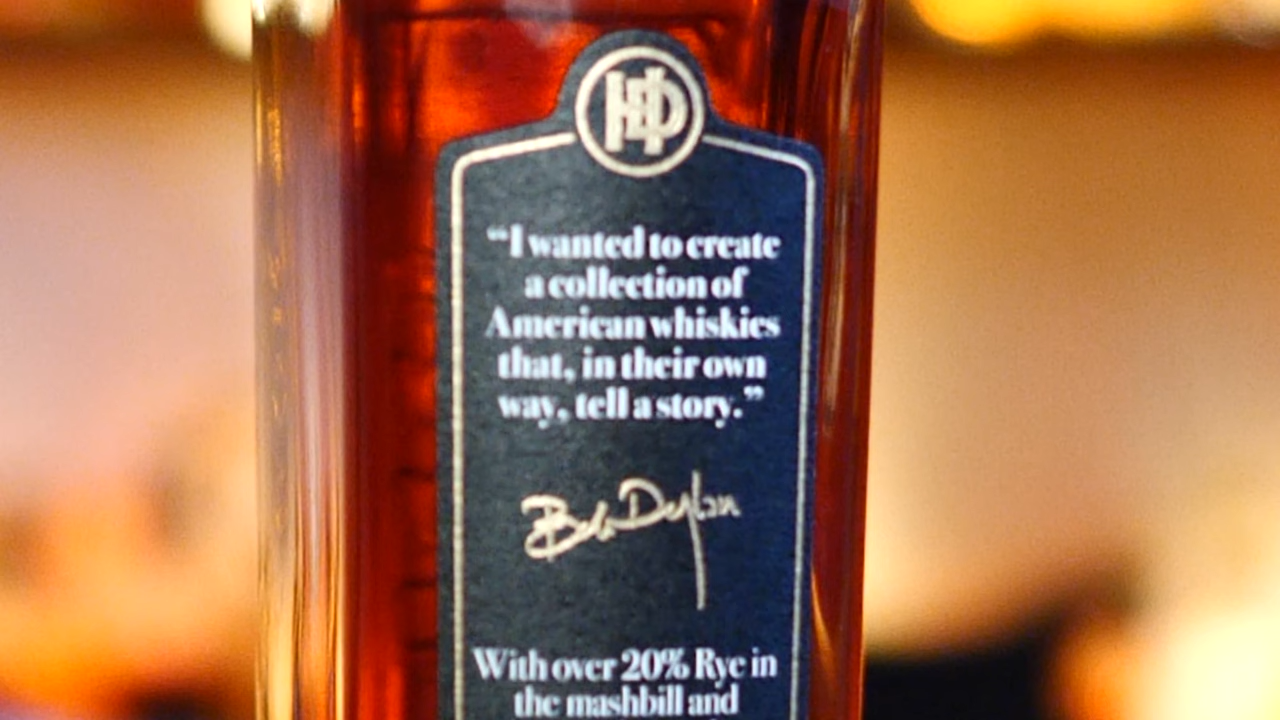 HD
“I wanted to create
a collection of
American whiskies
that, in their own
way, tell a story.”
Bob Dylan
With over 20% Rye in
the mashbill and